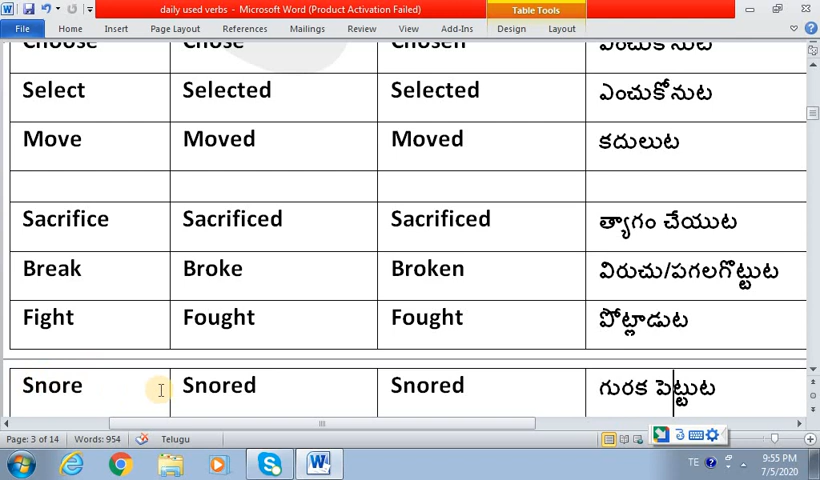 daily used verbs - Microsoft Word (Product Activation Failed)
Table Tools
File Home Insert Page Layout References Mailings Review View Add-Ins Design Layout
Choose Chose Chosen ఎంచుకొనుట
Select Selected Selected ఎంచుకోనుట
Move Moved Moved కదులుట
Sacrifice Sacrificed Sacrificed త్యాగం చేయుట
Break Broke Broken విరుచు/పగలగొట్టుట
Fight Fought Fought పోట్లాడుట
Snore Snored Snored గురక పెట్టుట
Page: 3 of 14 Words: 954 Telugu
TE 9:55 PM
7/5/2020